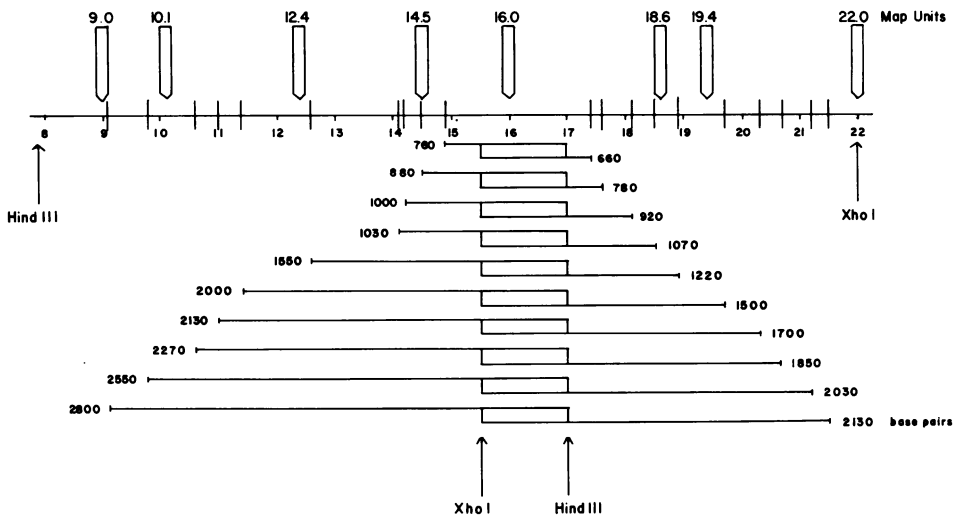 9.0 10.1 12.4 14.5 16.0 18.6 19.4 22.0 Map Units
8 9 10 11 12 13 14 15 16 17 18 19 20 21 22
Hind III
Xho I
760 660
880 780
1000 920
1030 1070
1550 1220
2000 1500
2130 1700
2270 1850
2550 2030
2800 2130 base pairs
Xho I Hind III